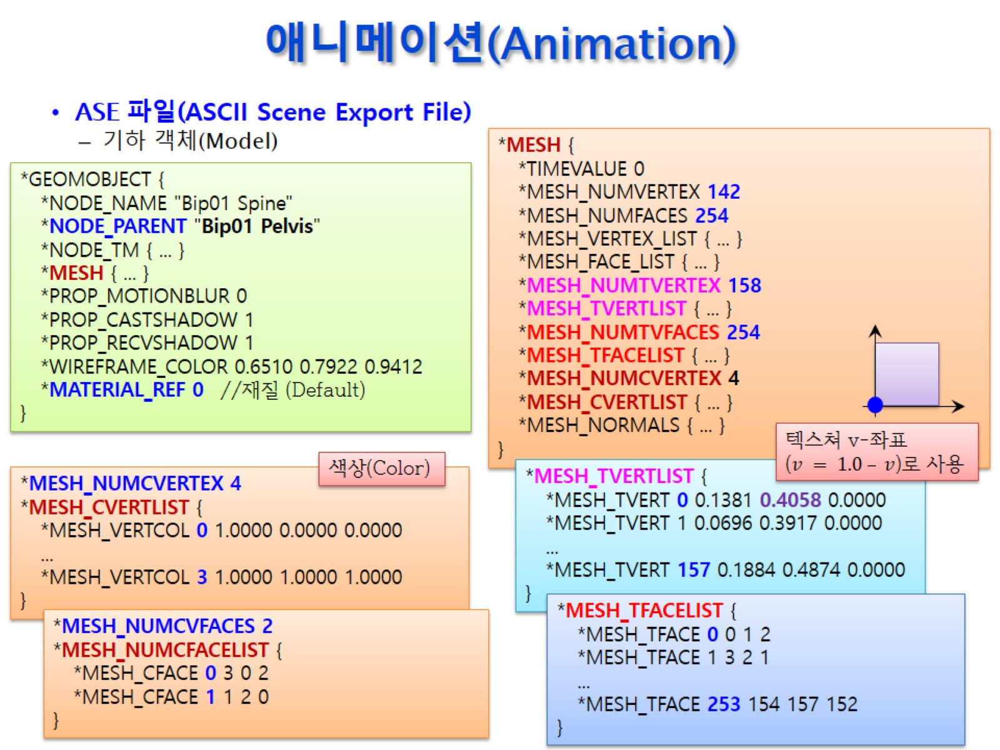 애니메이션(Animation)
• ASE 파일(ASCII Scene Export File)
– 기하 객체(Model)
*GEOMOBJECT {
*NODE_NAME "Bip01 Spine"
*NODE_PARENT "Bip01 Pelvis"
*NODE_TM { ... }
*MESH { ... }
*PROP_MOTIONBLUR 0
*PROP_CASTSHADOW 1
*PROP_RECVSHADOW 1
*WIREFRAME_COLOR 0.6510 0.7922 0.9412
*MATERIAL_REF 0 //재질 (Default)
}
*MESH {
*TIMEVALUE 0
*MESH_NUMVERTEX 142
*MESH_NUMFACES 254
*MESH_VERTEX_LIST { ... }
*MESH_FACE_LIST { ... }
*MESH_NUMTVERTEX 158
*MESH_TVERTLIST { ... }
*MESH_NUMTVFACES 254
*MESH_TFACELIST { ... }
*MESH_NUMCVERTEX 4
*MESH_CVERTLIST { ... }
*MESH_NORMALS { ... }
}
텍스쳐 v-좌표
(v = 1.0 – v)로 사용
색상(Color)
*MESH_NUMCVERTEX 4
*MESH_CVERTLIST {
*MESH_VERTCOL 0 1.0000 0.0000 0.0000
...
*MESH_VERTCOL 3 1.0000 1.0000 1.0000
}
*MESH_NUMCVFACES 2
*MESH_NUMCFACELIST {
*MESH_CFACE 0 3 0 2
*MESH_CFACE 1 1 2 0
}
*MESH_TVERTLIST {
*MESH_TVERT 0 0.1381 0.4058 0.0000
*MESH_TVERT 1 0.0696 0.3917 0.0000
...
*MESH_TVERT 157 0.1884 0.4874 0.0000
}
*MESH_TFACELIST {
*MESH_TFACE 0 0 1 2
*MESH_TFACE 1 3 2 1
...
*MESH_TFACE 253 154 157 152
}